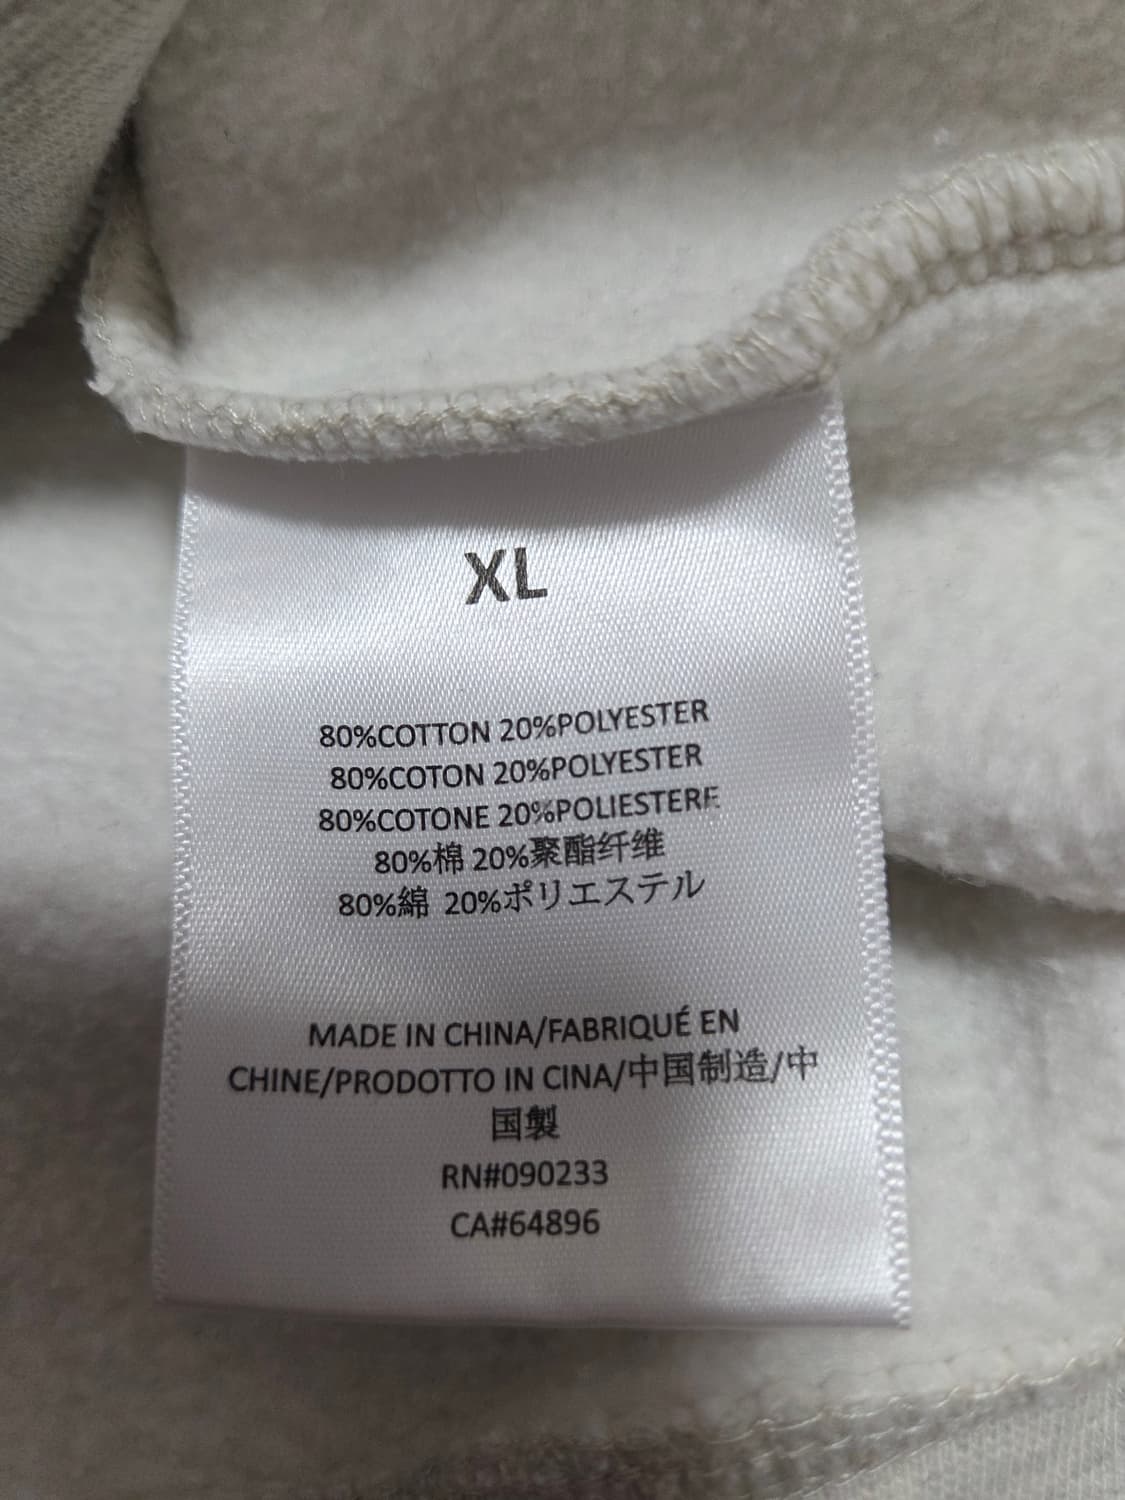 XL
80%COTTON 20%POLYESTER
80%COTON 20%POLYESTER
80%COTONE 20%POLIESTERE
80%棉 20%聚酯纤维
80%綿 20%ポリエステル
MADE IN CHINA/FABRIQUÉ EN
CHINE/PRODOTTO IN CINA/中国制造/中
国製
RN#090233
CA#64896